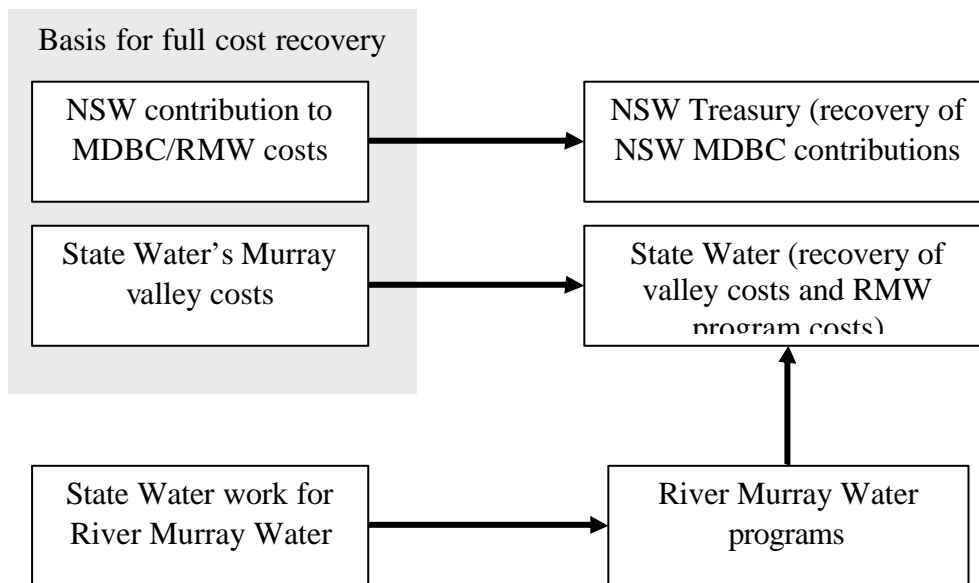 Basis for full cost recovery
NSW contribution to
MDBC/RMW costs
NSW Treasury (recovery of
NSW MDBC contributions
State Water’s Murray
valley costs
State Water (recovery of
valley costs and RMW
program costs)
State Water work for
River Murray Water
River Murray Water
programs